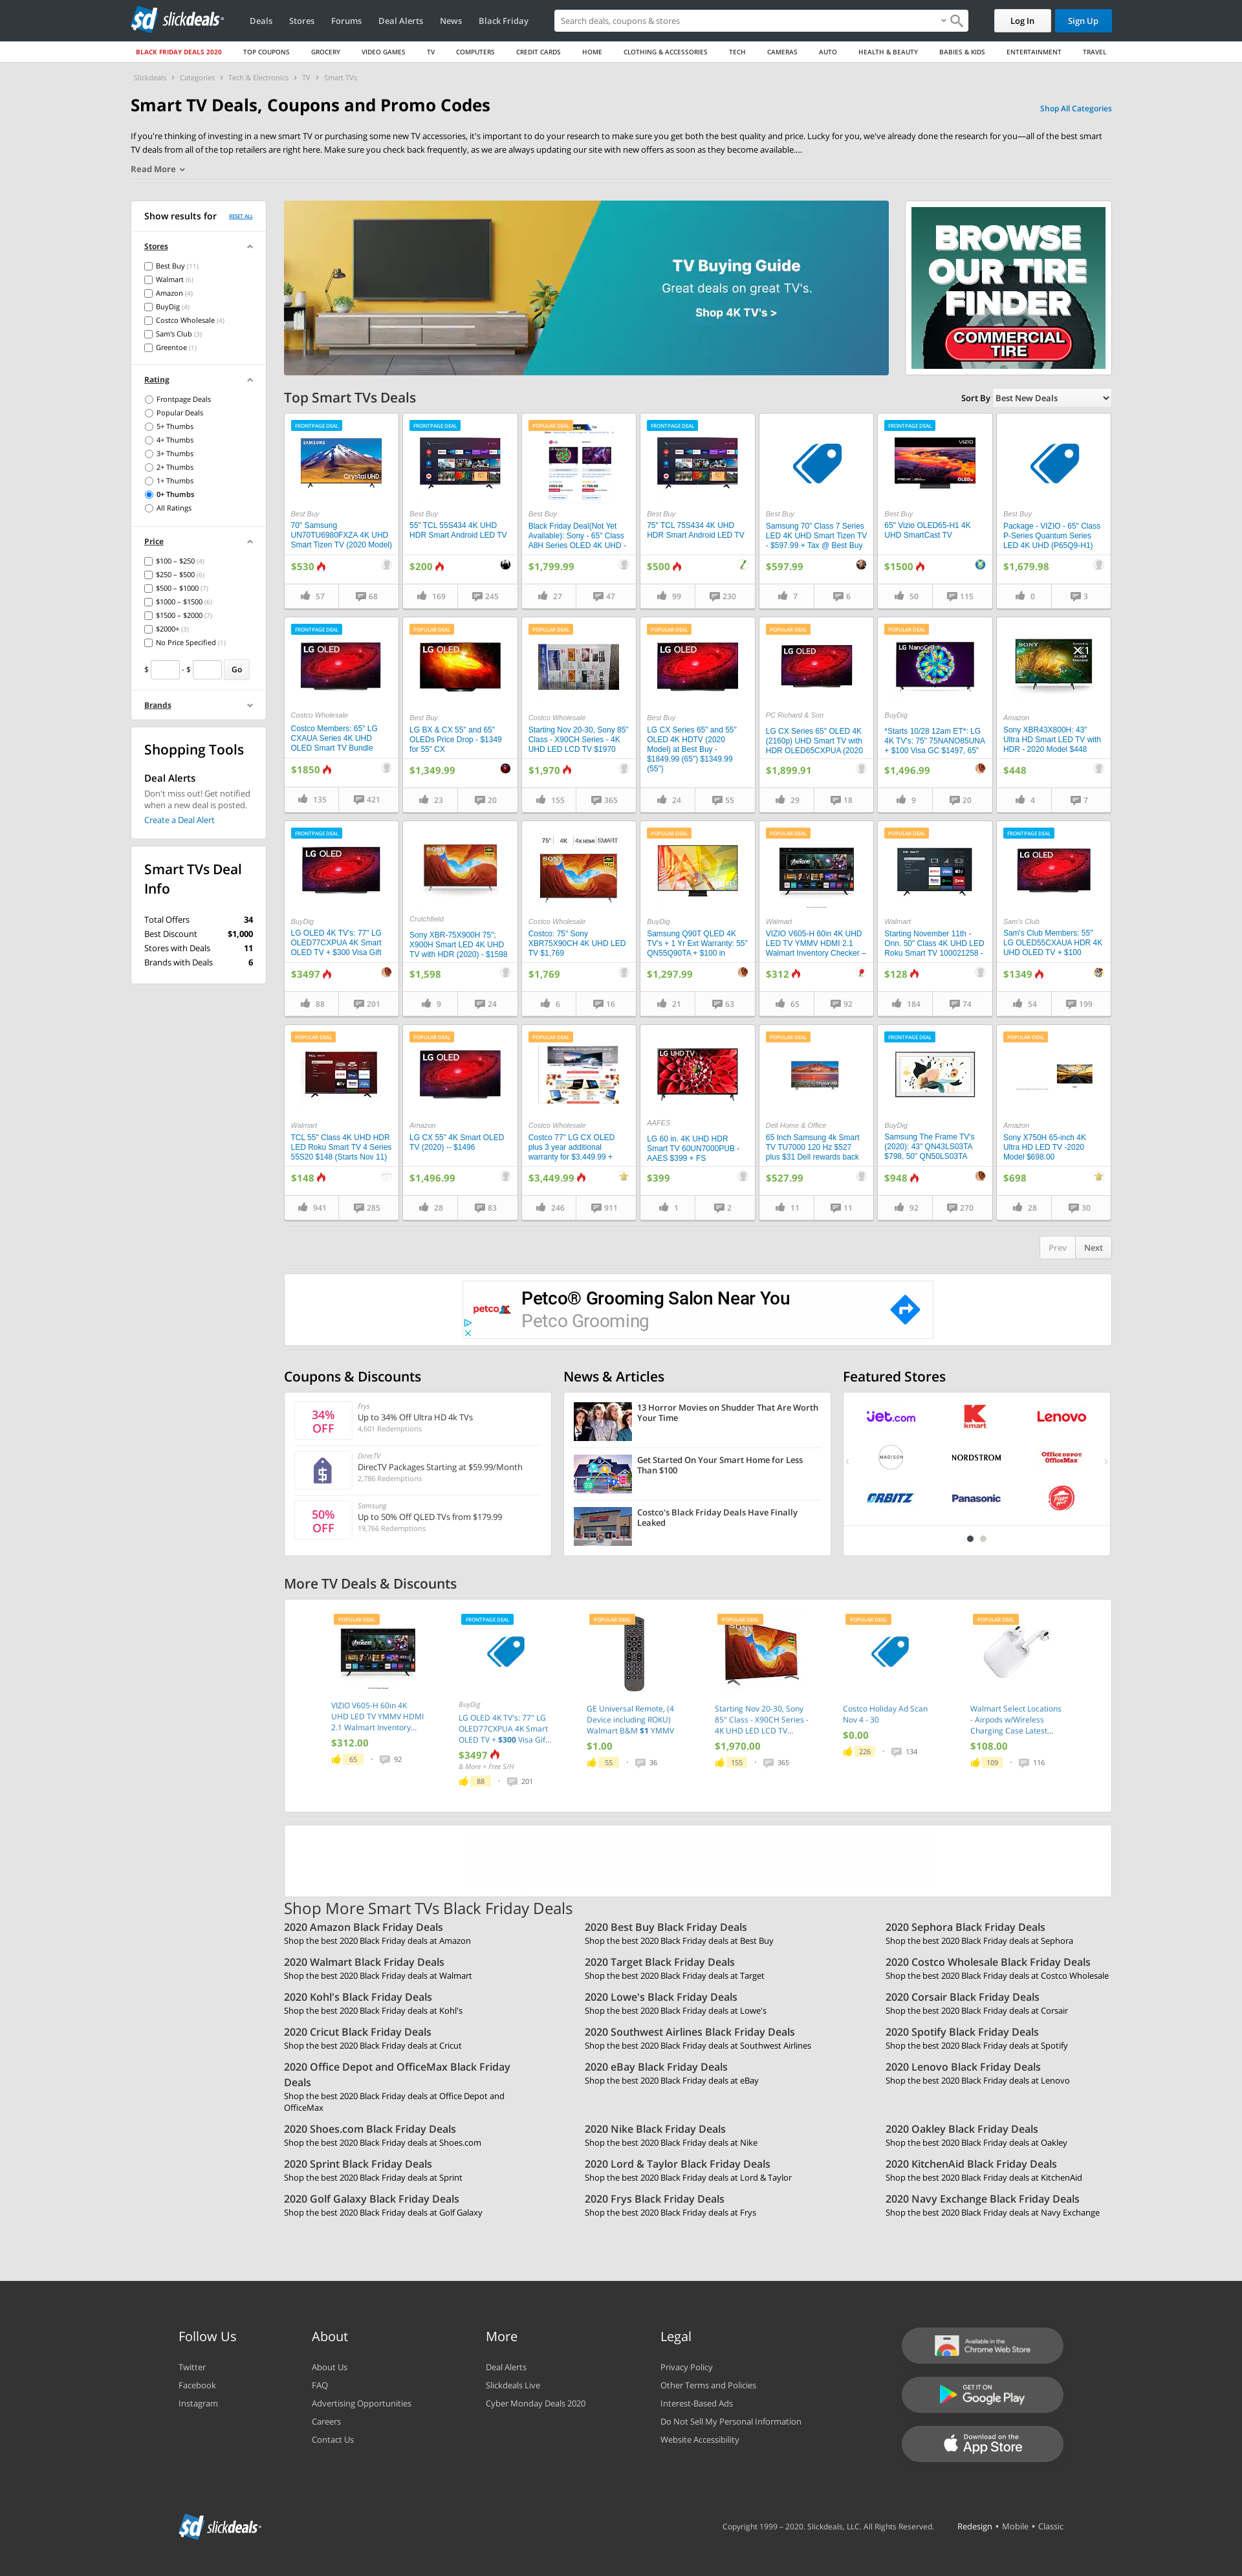 sd slickdeals
Deals Stores Forums Deal Alerts News Black Friday
Search deals, coupons & stores
Log In Sign Up
BLACK FRIDAY DEALS 2020 TOP COUPONS GROCERY VIDEO GAMES TV COMPUTERS CREDIT CARDS HOME CLOTHING & ACCESSORIES TECH CAMERAS AUTO HEALTH & BEAUTY BABIES & KIDS ENTERTAINMENT TRAVEL
Slickdeals > Categories > Tech & Electronics > TV > Smart TVs
Smart TV Deals, Coupons and Promo Codes
Shop All Categories
If you're thinking of investing in a new smart TV or purchasing some new TV accessories, it's important to do your research to make sure you get both the best quality and price. Lucky for you, we've already done the research for you—all of the best smart
TV deals from all of the top retailers are right here. Make sure you check back frequently, as we are always updating our site with new offers as soon as they become available....
Read More
Show results for RESET ALL
Stores
Best Buy (11)
Walmart (6)
Amazon (4)
BuyDig (4)
Costco Wholesale (4)
Sam's Club (3)
Greentoe (1)
Rating
Frontpage Deals
Popular Deals
5+ Thumbs
4+ Thumbs
3+ Thumbs
2+ Thumbs
1+ Thumbs
0+ Thumbs
All Ratings
Price
$100 – $250 (4)
$250 – $500 (6)
$500 – $1000 (7)
$1000 – $1500 (6)
$1500 – $2000 (7)
$2000+ (3)
No Price Specified (1)
$ - $ Go
Brands
Shopping Tools
Deal Alerts
Don't miss out! Get notified
when a new deal is posted.
Create a Deal Alert
Smart TVs Deal
Info
Total Offers 34
Best Discount $1,000
Stores with Deals 11
Brands with Deals 6
TV Buying Guide
Great deals on great TV's.
Shop 4K TV's >
BROWSE
OUR TIRE
FINDER
COMMERCIAL
TIRE
Top Smart TVs Deals
Sort By Best New Deals
FRONTPAGE DEAL
SAMSUNG
Crystal UHD
Best Buy
70" Samsung
UN70TU6980FXZA 4K UHD
Smart Tizen TV (2020 Model)
$530
57 68
FRONTPAGE DEAL
Best Buy
55" TCL 55S434 4K UHD
HDR Smart Android LED TV
$200
169 245
POPULAR DEAL
Best Buy
Black Friday Deal(Not Yet
Available): Sony - 65" Class
A8H Series OLED 4K UHD -
$1,799.99
27 47
FRONTPAGE DEAL
Best Buy
75" TCL 75S434 4K UHD
HDR Smart Android LED TV
$500
99 230
Best Buy
Samsung 70" Class 7 Series
LED 4K UHD Smart Tizen TV
- $597.99 + Tax @ Best Buy
$597.99
7 6
FRONTPAGE DEAL
VIZIO
Best Buy
65" Vizio OLED65-H1 4K
UHD SmartCast TV
$1500
50 115
Best Buy
Package - VIZIO - 65" Class
P-Series Quantum Series
LED 4K UHD (P65Q9-H1)
$1,679.98
0 3
FRONTPAGE DEAL
LG OLED
Costco Wholesale
Costco Members: 65" LG
CXAUA Series 4K UHD
OLED Smart TV Bundle
$1850
135 421
POPULAR DEAL
LG OLED
Best Buy
LG BX & CX 55" and 65"
OLEDs Price Drop - $1349
for 55" CX
$1,349.99
23 20
POPULAR DEAL
Costco Wholesale
Starting Nov 20-30, Sony 85"
Class - X90CH Series - 4K
UHD LED LCD TV $1970
$1,970
155 365
POPULAR DEAL
LG OLED
Best Buy
LG CX Series 65" and 55"
OLED 4K HDTV (2020
Model) at Best Buy -
$1849.99 (65") $1349.99
(55")
24 55
POPULAR DEAL
LG OLED
PC Richard & Son
LG CX Series 65" OLED 4K
(2160p) UHD Smart TV with
HDR OLED65CXPUA (2020
$1,899.91
29 18
POPULAR DEAL
LG NanoCell
BuyDig
*Starts 10/28 12am ET*: LG
4K TV's: 75" 75NANO85UNA
+ $100 Visa GC $1497, 65"
$1,496.99
9 20
SONY
X1
Amazon
Sony XBR43X800H: 43"
Ultra HD Smart LED TV with
HDR - 2020 Model $448
$448
4 7
FRONTPAGE DEAL
LG OLED
BuyDig
LG OLED 4K TV's: 77" LG
OLED77CXPUA 4K Smart
OLED TV + $300 Visa Gift
$3497
88 201
SONY
Crutchfield
Sony XBR-75X900H 75";
X900H Smart LED 4K UHD
TV with HDR (2020) - $1598
$1,598
9 24
75" 4K 4x HDMI SMART
SONY
Costco Wholesale
Costco: 75" Sony
XBR75X90CH 4K UHD LED
TV $1,769
$1,769
6 16
POPULAR DEAL
BuyDig
Samsung Q90T QLED 4K
TV's + 1 Yr Ext Warranty: 55"
QN55Q90TA + $100 in
$1,297.99
21 63
POPULAR DEAL
Walmart
VIZIO V605-H 60in 4K UHD
LED TV YMMV HDMI 2.1
Walmart Inventory Checker –
$312
65 92
POPULAR DEAL
Walmart
Starting November 11th -
Onn. 50" Class 4K UHD LED
Roku Smart TV 100021258 -
$128
184 74
FRONTPAGE DEAL
LG OLED
Sam's Club
Sam's Club Members: 55"
LG OLED55CXAUA HDR 4K
UHD OLED TV + $100
$1349
54 199
POPULAR DEAL
Walmart
TCL 55" Class 4K UHD HDR
LED Roku Smart TV 4 Series
55S20 $148 (Starts Nov 11)
$148
941 285
LG OLED
Amazon
LG CX 55" 4K Smart OLED
TV (2020) -- $1496
$1,496.99
28 83
POPULAR DEAL
Costco Wholesale
Costco 77" LG CX OLED
plus 3 year additional
warranty for $3,449.99 +
$3,449.99
246 911
LG UHD TV
AAFES
LG 60 in. 4K UHD HDR
Smart TV 60UN7000PUB -
AAES $399 + FS
$399
1 2
POPULAR DEAL
Dell Home & Office
65 Inch Samsung 4k Smart
TV TU7000 120 Hz $527
plus $31 Dell rewards back
$527.99
11 11
FRONTPAGE DEAL
BuyDig
Samsung The Frame TV's
(2020): 43" QN43LS03TA
$798, 50" QN50LS03TA
$948
92 270
POPULAR DEAL
Amazon
Sony X750H 65-inch 4K
Ultra HD LED TV -2020
Model $698.00
$698
28 30
Prev Next
petco
Petco® Grooming Salon Near You
Petco Grooming
Coupons & Discounts
34%
OFF
Frys
Up to 34% Off Ultra HD 4k TVs
4,601 Redemptions
DirecTV
DirecTV Packages Starting at $59.99/Month
2,786 Redemptions
50%
OFF
Samsung
Up to 50% Off QLED TVs from $179.99
19,766 Redemptions
News & Articles
13 Horror Movies on Shudder That Are Worth
Your Time
Get Started On Your Smart Home for Less
Than $100
Costco's Black Friday Deals Have Finally
Leaked
Featured Stores
Jet.com kmart Lenovo
MADISON NORDSTROM Office DEPOT OfficeMax
ORBITZ Panasonic Pizza Hut
More TV Deals & Discounts
POPULAR DEAL
VIZIO V605-H 60in 4K
UHD LED TV YMMV HDMI
2.1 Walmart Inventory...
$312.00
65 92
FRONTPAGE DEAL
BuyDig
LG OLED 4K TV's: 77" LG
OLED77CXPUA 4K Smart
OLED TV + $300 Visa Gif...
$3497
& More + Free S/H
88 201
POPULAR DEAL
GE Universal Remote, (4
Device including ROKU)
Walmart B&M $1 YMMV
$1.00
55 36
POPULAR DEAL
SONY
Starting Nov 20-30, Sony
85" Class - X90CH Series -
4K UHD LED LCD TV...
$1,970.00
155 365
POPULAR DEAL
Costco Holiday Ad Scan
Nov 4 - 30
$0.00
226 134
POPULAR DEAL
Walmart Select Locations
- Airpods w/Wireless
Charging Case Latest...
$108.00
109 116
Shop More Smart TVs Black Friday Deals
2020 Amazon Black Friday Deals
Shop the best 2020 Black Friday deals at Amazon
2020 Best Buy Black Friday Deals
Shop the best 2020 Black Friday deals at Best Buy
2020 Sephora Black Friday Deals
Shop the best 2020 Black Friday deals at Sephora
2020 Walmart Black Friday Deals
Shop the best 2020 Black Friday deals at Walmart
2020 Target Black Friday Deals
Shop the best 2020 Black Friday deals at Target
2020 Costco Wholesale Black Friday Deals
Shop the best 2020 Black Friday deals at Costco Wholesale
2020 Kohl's Black Friday Deals
Shop the best 2020 Black Friday deals at Kohl's
2020 Lowe's Black Friday Deals
Shop the best 2020 Black Friday deals at Lowe's
2020 Corsair Black Friday Deals
Shop the best 2020 Black Friday deals at Corsair
2020 Cricut Black Friday Deals
Shop the best 2020 Black Friday deals at Cricut
2020 Southwest Airlines Black Friday Deals
Shop the best 2020 Black Friday deals at Southwest Airlines
2020 Spotify Black Friday Deals
Shop the best 2020 Black Friday deals at Spotify
2020 Office Depot and OfficeMax Black Friday
Deals
Shop the best 2020 Black Friday deals at Office Depot and
OfficeMax
2020 eBay Black Friday Deals
Shop the best 2020 Black Friday deals at eBay
2020 Lenovo Black Friday Deals
Shop the best 2020 Black Friday deals at Lenovo
2020 Shoes.com Black Friday Deals
Shop the best 2020 Black Friday deals at Shoes.com
2020 Nike Black Friday Deals
Shop the best 2020 Black Friday deals at Nike
2020 Oakley Black Friday Deals
Shop the best 2020 Black Friday deals at Oakley
2020 Sprint Black Friday Deals
Shop the best 2020 Black Friday deals at Sprint
2020 Lord & Taylor Black Friday Deals
Shop the best 2020 Black Friday deals at Lord & Taylor
2020 KitchenAid Black Friday Deals
Shop the best 2020 Black Friday deals at KitchenAid
2020 Golf Galaxy Black Friday Deals
Shop the best 2020 Black Friday deals at Golf Galaxy
2020 Frys Black Friday Deals
Shop the best 2020 Black Friday deals at Frys
2020 Navy Exchange Black Friday Deals
Shop the best 2020 Black Friday deals at Navy Exchange
Follow Us
Twitter
Facebook
Instagram
About
About Us
FAQ
Advertising Opportunities
Careers
Contact Us
More
Deal Alerts
Slickdeals Live
Cyber Monday Deals 2020
Legal
Privacy Policy
Other Terms and Policies
Interest-Based Ads
Do Not Sell My Personal Information
Website Accessibility
Available in the
Chrome Web Store
GET IT ON
Google Play
Download on the
App Store
sd slickdeals
Copyright 1999 – 2020. Slickdeals, LLC. All Rights Reserved. Redesign • Mobile • Classic